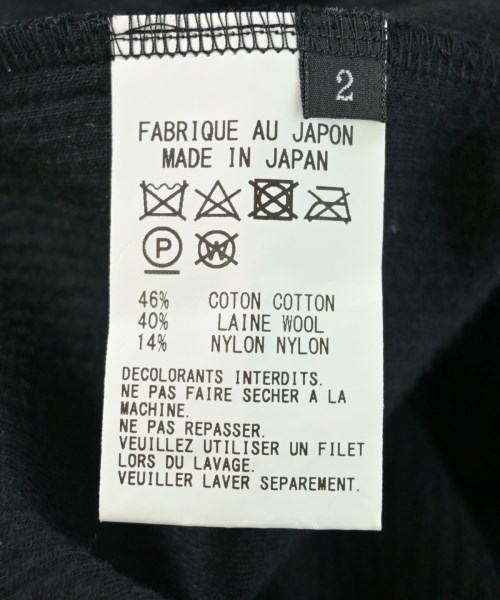 2
FABRIQUE AU JAPON
MADE IN JAPAN
P W
46% COTON COTTON
40% LAINE WOOL
14% NYLON NYLON
DECOLORANTS INTERDITS.
NE PAS FAIRE SECHER A LA
MACHINE.
NE PAS REPASSER.
VEUILLEZ UTILISER UN FILET
LORS DU LAVAGE.
VEUILLER LAVER SEPAREMENT.